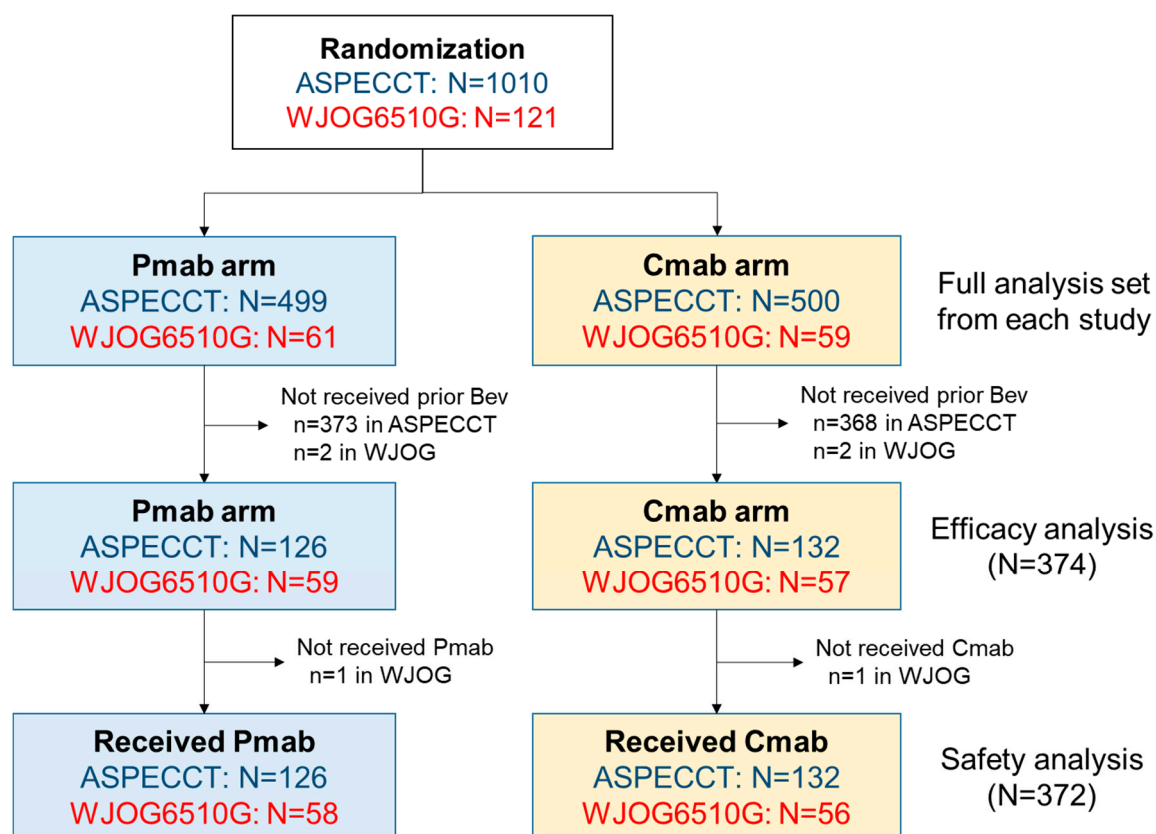 Randomization
ASPECCT: N=1010
WJOG6510G: N=121
Pmab arm
ASPECCT: N=499
WJOG6510G: N=61
Cmab arm
ASPECCT: N=500
WJOG6510G: N=59
Full analysis set
from each study
Not received prior Bev
n=373 in ASPECCT
n=2 in WJOG
Not received prior Bev
n=368 in ASPECCT
n=2 in WJOG
Pmab arm
ASPECCT: N=126
WJOG6510G: N=59
Cmab arm
ASPECCT: N=132
WJOG6510G: N=57
Efficacy analysis
(N=374)
Not received Pmab
n=1 in WJOG
Not received Cmab
n=1 in WJOG
Received Pmab
ASPECCT: N=126
WJOG6510G: N=58
Received Cmab
ASPECCT: N=132
WJOG6510G: N=56
Safety analysis
(N=372)